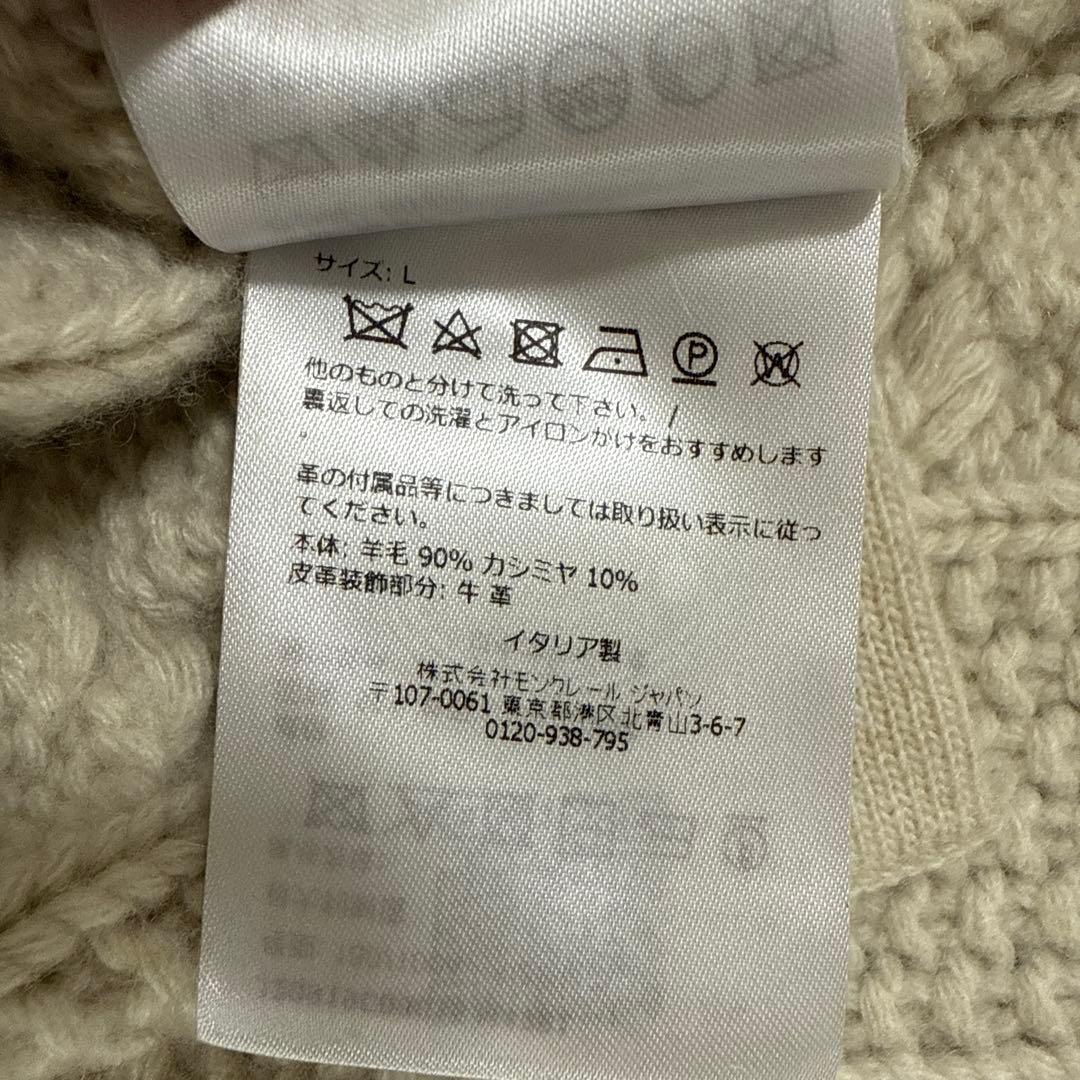 サイズ: L
P W
他のものと分けて洗って下さい。 /
裏返しての洗濯とアイロンかけをおすすめします
。
革の付属品等につきましては取り扱い表示に従っ
てください。
本体: 羊毛 90% カシミヤ 10%
皮革装飾部分: 牛 革
イタリア製
株式会社モンクレール ジャパン
〒107-0061 東京都港区北青山3-6-7
0120-938-795